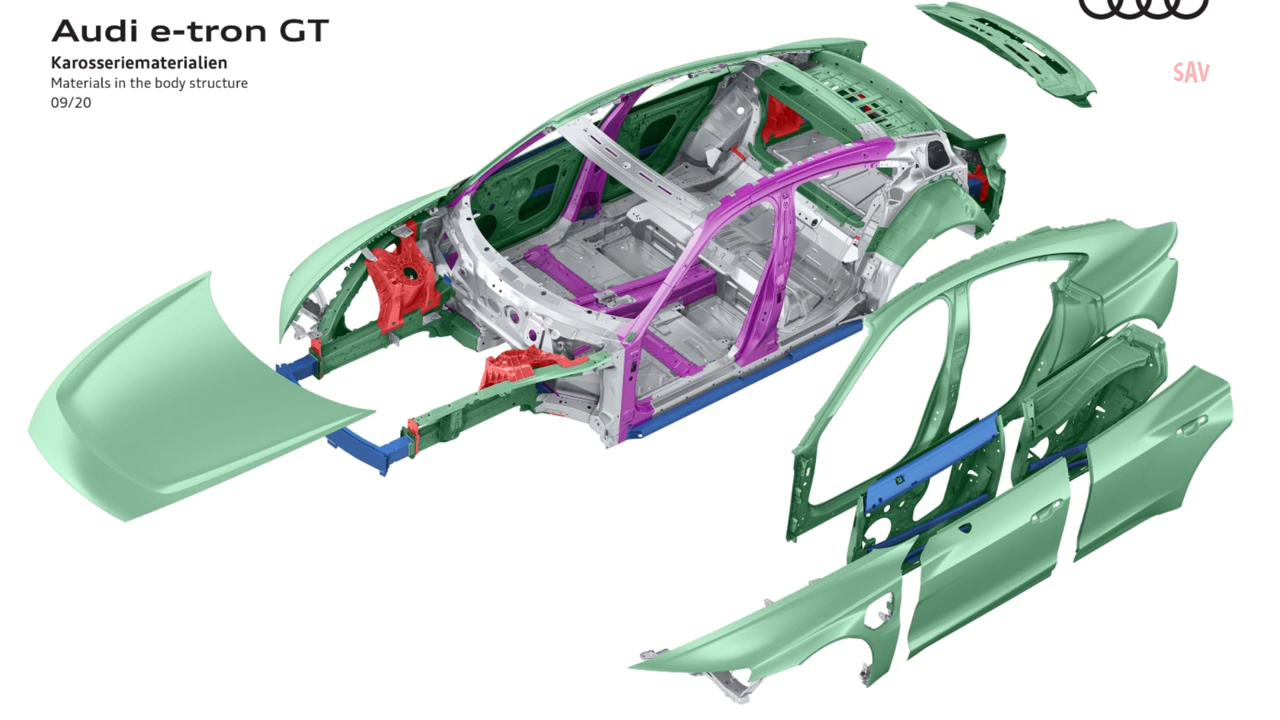 Audi e-tron GT
Karosseriematerialien
Materials in the body structure
09/20
SAV